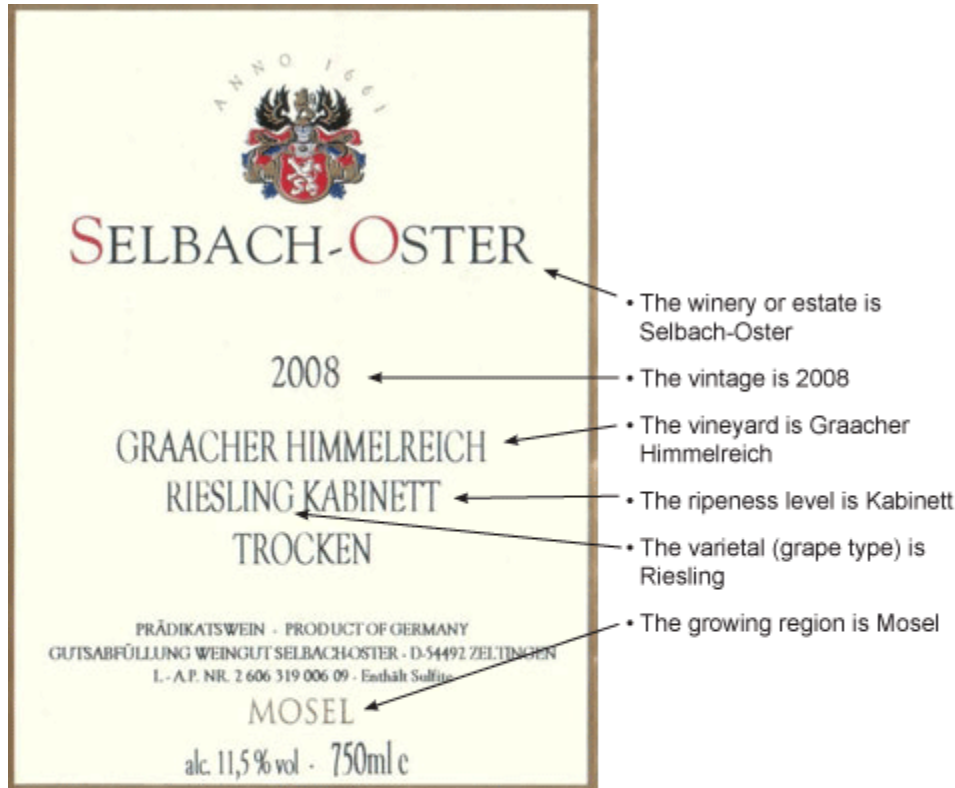 ANNO 1661
SELBACH-OSTER
2008
GRAACHER HIMMELREICH
RIESLING KABINETT
TROCKEN
PRÄDIKATSWEIN - PRODUCT OF GERMANY
GUTSABFÜLLUNG WEINGUT SELBACH-OSTER - D-54492 ZELTINGEN
L - A.P. NR. 2 606 319 006 09 - Enthält Sulfite
MOSEL
alc. 11,5 % vol - 750ml e
• The winery or estate is
Selbach-Oster
• The vintage is 2008
• The vineyard is Graacher
Himmelreich
• The ripeness level is Kabinett
• The varietal (grape type) is
Riesling
• The growing region is Mosel